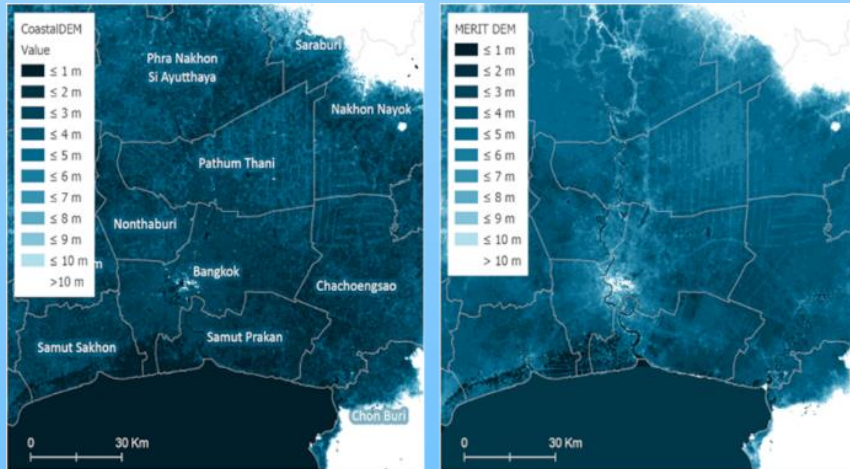 CoastalDEM
Value
≤ 1 m
≤ 2 m
≤ 3 m
≤ 4 m
≤ 5 m
≤ 6 m
≤ 7 m
≤ 8 m
≤ 9 m
≤ 10 m
>10 m
Phra Nakhon
Si Ayutthaya
Saraburi
Nakhon Nayok
Pathum Thani
Nonthaburi
Bangkok
Chachoengsao
Samut Sakhon
Samut Prakan
Chon Buri
0 30 Km
MERIT DEM
≤ 1 m
≤ 2 m
≤ 3 m
≤ 4 m
≤ 5 m
≤ 6 m
≤ 7 m
≤ 8 m
≤ 9 m
≤ 10 m
>10 m
0 30 Km